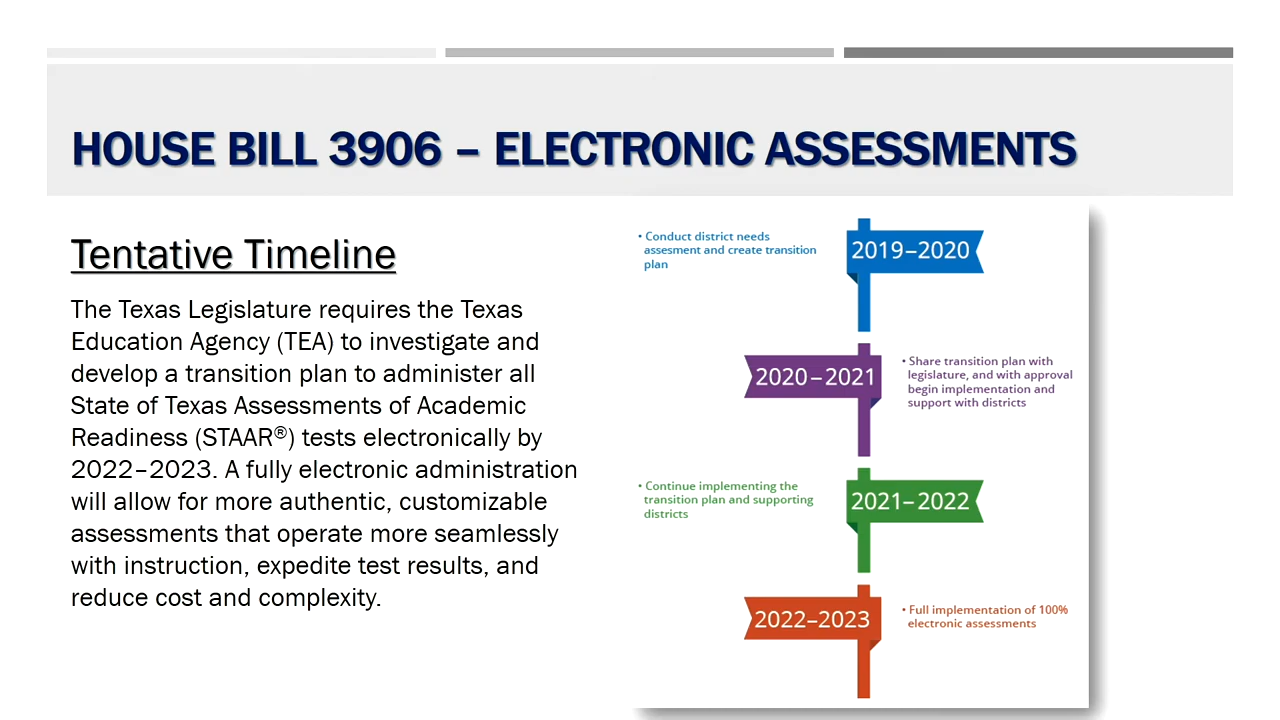 HOUSE BILL 3906 – ELECTRONIC ASSESSMENTS
Tentative Timeline
The Texas Legislature requires the Texas
Education Agency (TEA) to investigate and
develop a transition plan to administer all
State of Texas Assessments of Academic
Readiness (STAAR®) tests electronically by
2022–2023. A fully electronic administration
will allow for more authentic, customizable
assessments that operate more seamlessly
with instruction, expedite test results, and
reduce cost and complexity.
• Conduct district needs
assesment and create transition
plan
2019–2020
2020–2021
• Share transition plan with
legislature, and with approval
begin implementation and
support with districts
• Continue implementing the
transition plan and supporting
districts
2021–2022
2022–2023
• Full implementation of 100%
electronic assessments